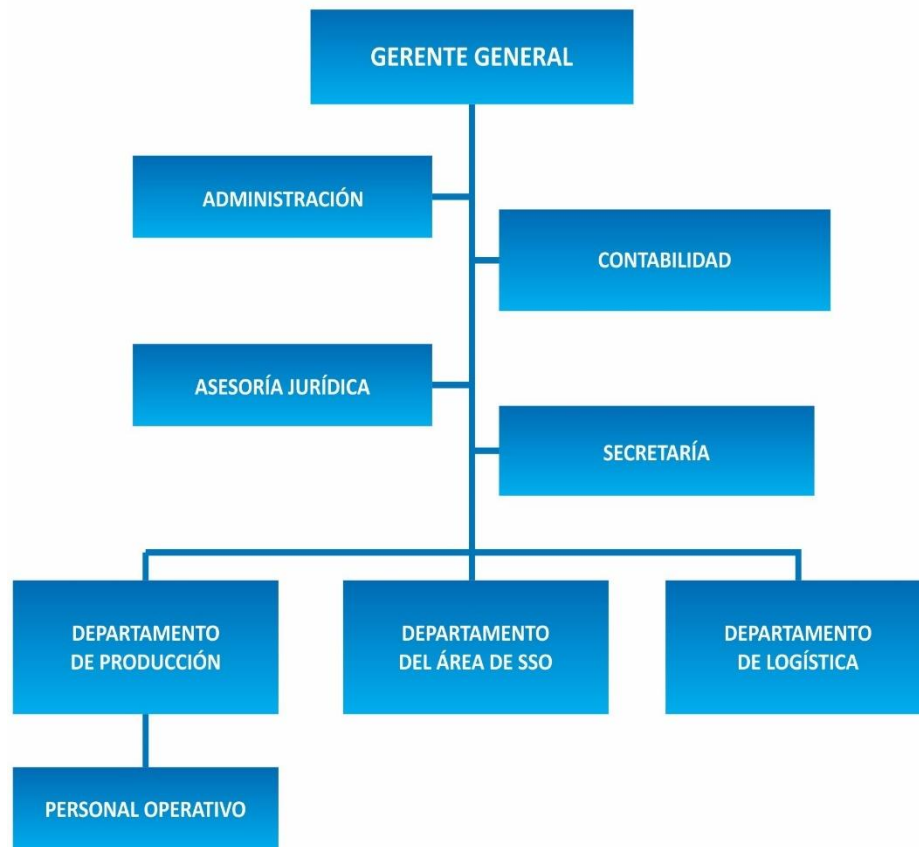 GERENTE GENERAL
ADMINISTRACIÓN
CONTABILIDAD
ASESORÍA JURÍDICA
SECRETARÍA
DEPARTAMENTO
DE PRODUCCIÓN
DEPARTAMENTO
DEL ÁREA DE SSO
DEPARTAMENTO
DE LOGÍSTICA
PERSONAL OPERATIVO